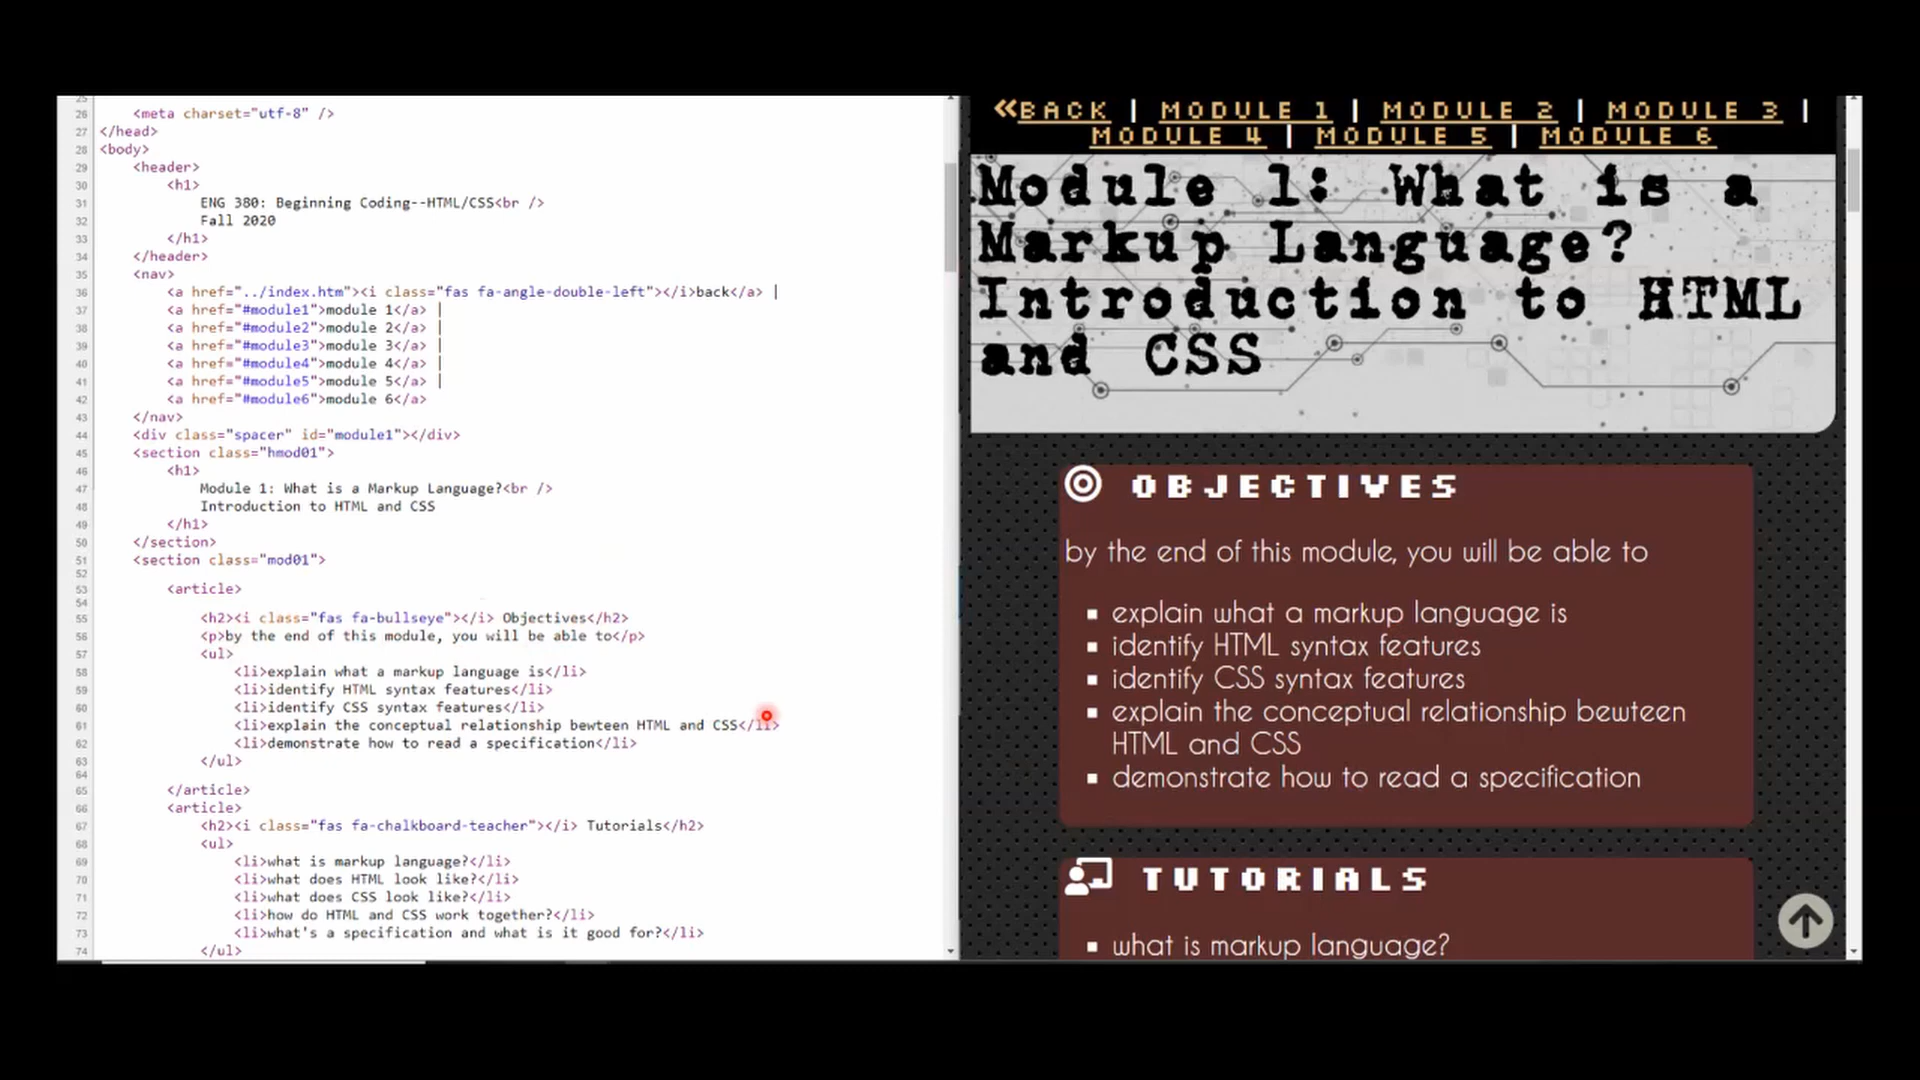 25
26 <meta charset="utf-8" />
27 </head>
28 <body>
29 <header>
30 <h1>
31 ENG 380: Beginning Coding--HTML/CSS<br />
32 Fall 2020
33 </h1>
34 </header>
35 <nav>
36 <a href="../index.htm"><i class="fas fa-angle-double-left"></i>back</a> |
37 <a href="#module1">module 1</a> |
38 <a href="#module2">module 2</a> |
39 <a href="#module3">module 3</a> |
40 <a href="#module4">module 4</a> |
41 <a href="#module5">module 5</a> |
42 <a href="#module6">module 6</a>
43 </nav>
44 <div class="spacer" id="module1"></div>
45 <section class="hmod01">
46 <h1>
47 Module 1: What is a Markup Language?<br />
48 Introduction to HTML and CSS
49 </h1>
50 </section>
51 <section class="mod01">
52
53 <article>
54
55 <h2><i class="fas fa-bullseye"></i> Objectives</h2>
56 <p>by the end of this module, you will be able to</p>
57 <ul>
58 <li>explain what a markup language is</li>
59 <li>identify HTML syntax features</li>
60 <li>identify CSS syntax features</li>
61 <li>explain the conceptual relationship bewteen HTML and CSS</li>
62 <li>demonstrate how to read a specification</li>
63 </ul>
64
65 </article>
66 <article>
67 <h2><i class="fas fa-chalkboard-teacher"></i> Tutorials</h2>
68 <ul>
69 <li>what is markup language?</li>
70 <li>what does HTML look like?</li>
71 <li>what does CSS look like?</li>
72 <li>how do HTML and CSS work together?</li>
73 <li>what's a specification and what is it good for?</li>
74 </ul>
«BACK | MODULE 1 | MODULE 2 | MODULE 3 |
MODULE 4 | MODULE 5 | MODULE 6
Module 1: What is a
Markup Language?
Introduction to HTML
and CSS
OBJECTIVES
by the end of this module, you will be able to
explain what a markup language is
identify HTML syntax features
identify CSS syntax features
explain the conceptual relationship bewteen
HTML and CSS
demonstrate how to read a specification
TUTORIALS
what is markup language?